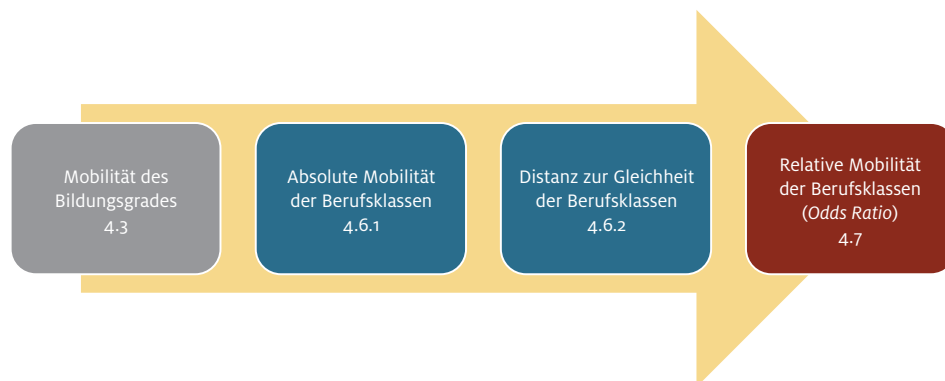 Mobilität des
Bildungsgrades
4.3
Absolute Mobilität
der Berufsklassen
4.6.1
Distanz zur Gleichheit
der Berufsklassen
4.6.2
Relative Mobilität
der Berufsklassen
(Odds Ratio)
4.7